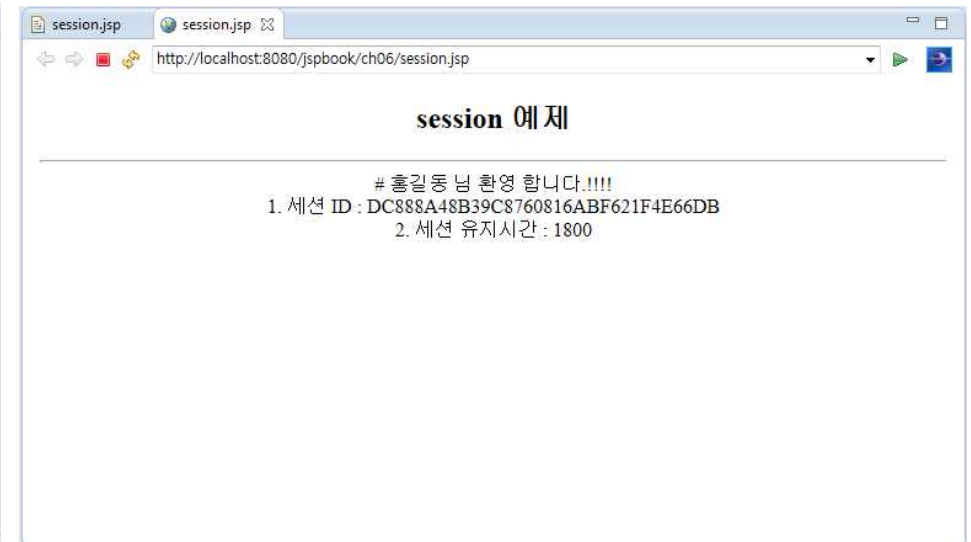 session.jsp
session.jsp
http://localhost:8080/jspbook/ch06/session.jsp
session 예제
# 홍길동 님 환영 합니다.!!!!
1. 세션 ID : DC888A48B39C8760816ABF621F4E66DB
2. 세션 유지시간 : 1800